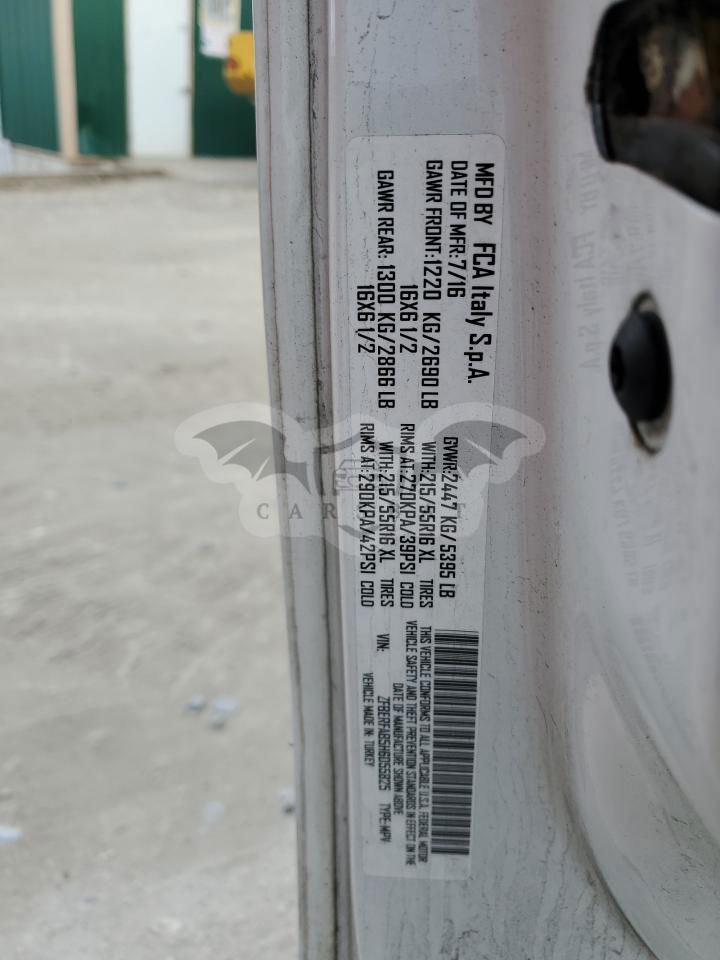 MFD BY FCA Italy S.p.A.
DATE OF MFR: 7/16 GVWR:2447 KG/5395 LB
GAWR FRONT:1220 KG/2690 LB WITH:215/55R16 XL TIRES
16X6 1/2 RIMS AT:270KPA/39PSI COLD
GAWR REAR: 1300 KG/2866 LB WITH:215/55R16 XL TIRES
16X6 1/2 RIMS AT:290KPA/42PSI COLD
THIS VEHICLE CONFORMS TO ALL APPLICABLE U.S.A. FEDERAL MOTOR
VEHICLE SAFETY AND THEFT PREVENTION STANDARDS IN EFFECT ON THE
DATE OF MANUFACTURE SHOWN ABOVE
VIN: ZFBERFAB5H6D55825 TYPE:MPV
VEHICLE MADE IN: TURKEY